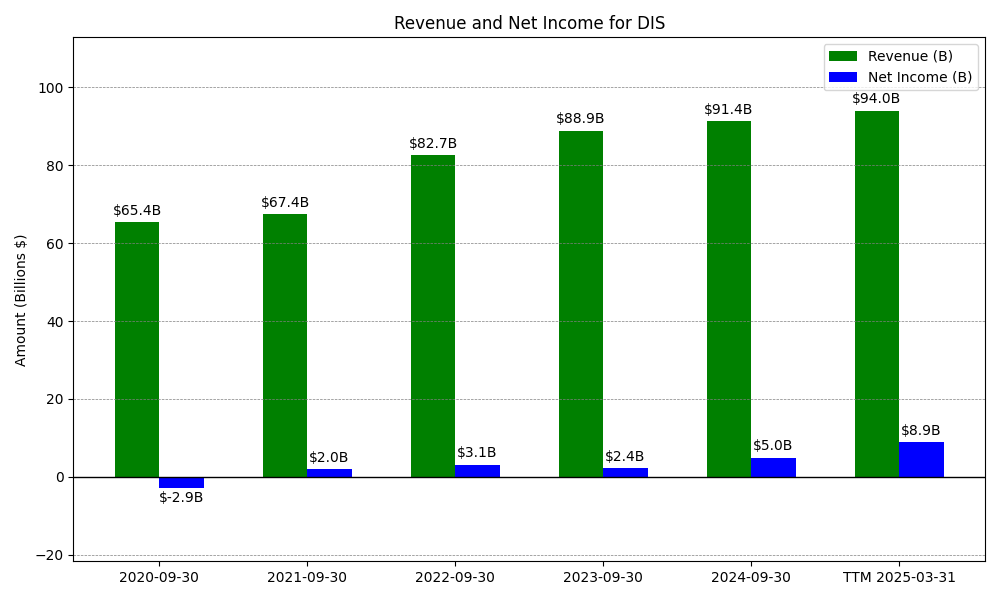 Revenue and Net Income for DIS
Revenue (B)
Net Income (B)
Amount (Billions $)
100
80
60
40
20
0
−20
$65.4B
$67.4B
$82.7B
$88.9B
$91.4B
$94.0B
$-2.9B
$2.0B
$3.1B
$2.4B
$5.0B
$8.9B
2020-09-30
2021-09-30
2022-09-30
2023-09-30
2024-09-30
TTM 2025-03-31